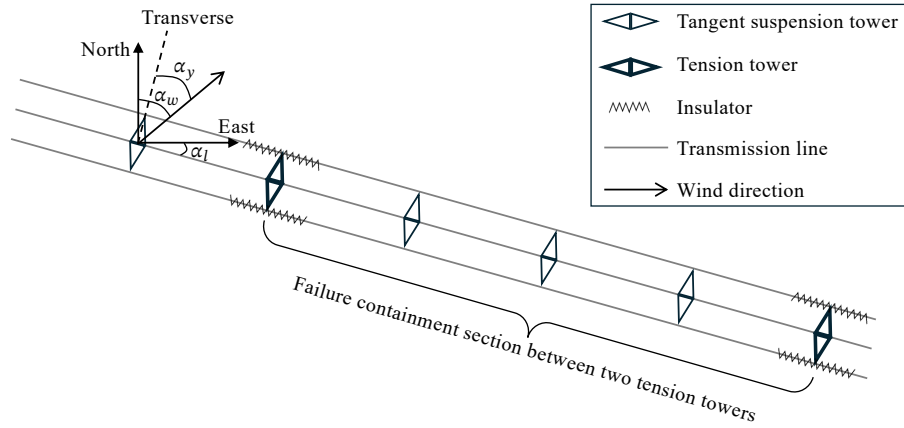 Transverse
North
α_y
α_w
East
α_l
Tangent suspension tower
Tension tower
Insulator
Transmission line
Wind direction
Failure containment section between two tension towers